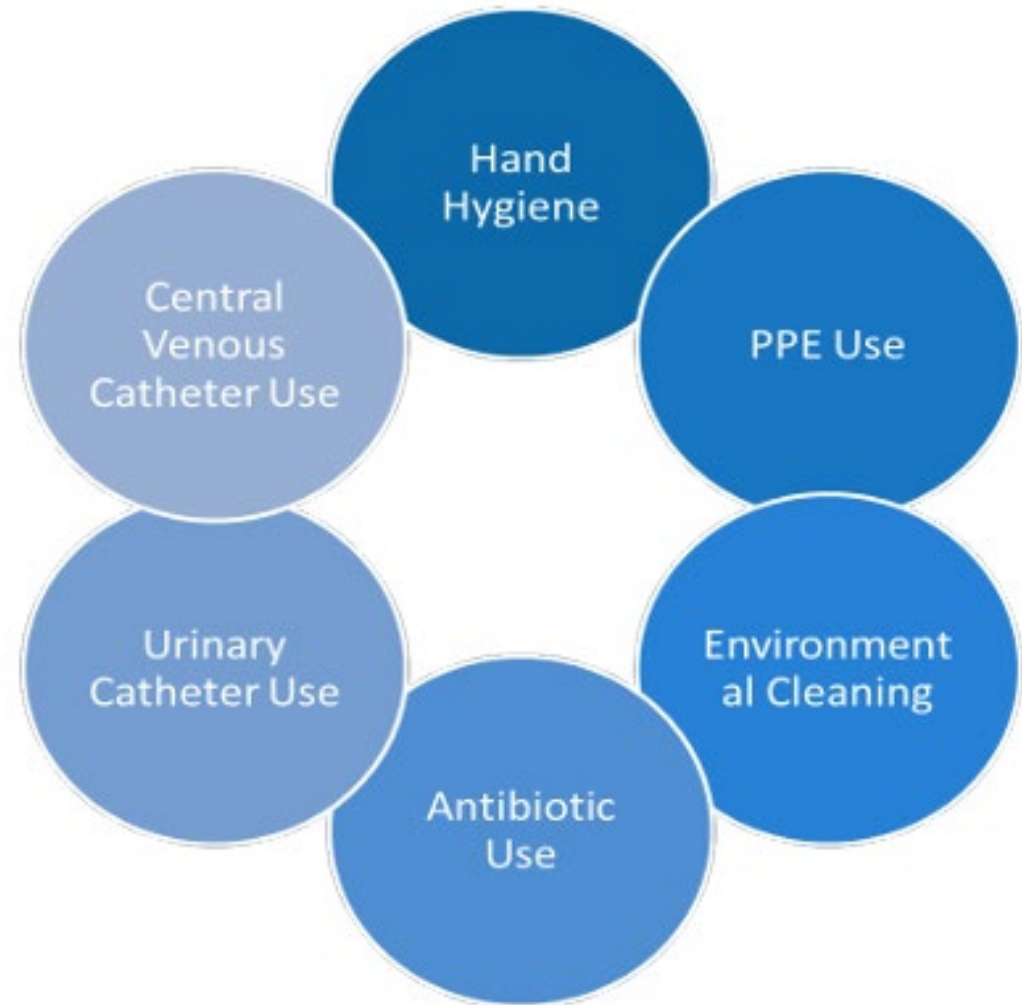 Hand
Hygiene
PPE Use
Environment
al Cleaning
Antibiotic
Use
Urinary
Catheter Use
Central
Venous
Catheter Use